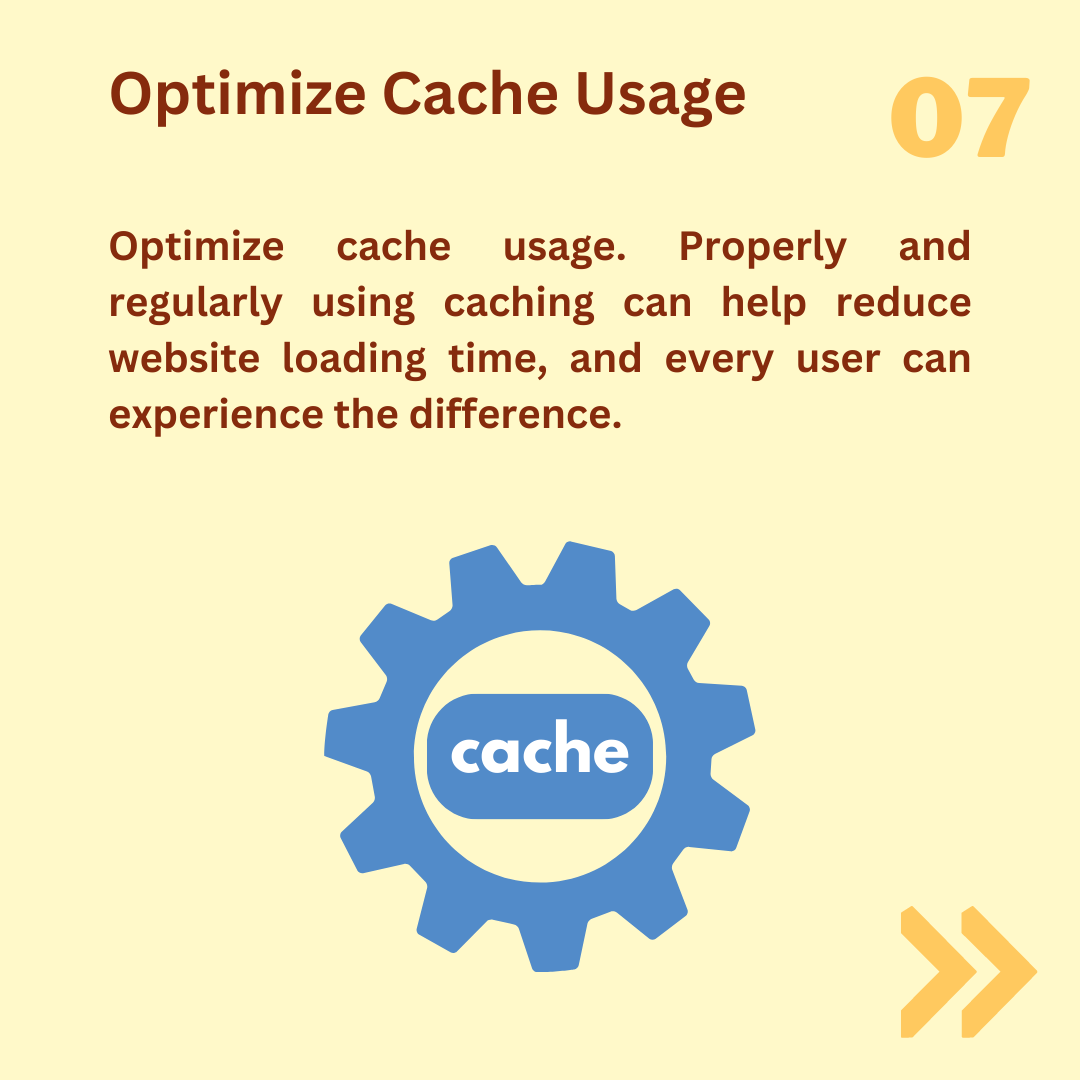 Optimize Cache Usage
07
Optimize cache usage. Properly and
regularly using caching can help reduce
website loading time, and every user can
experience the difference.
cache